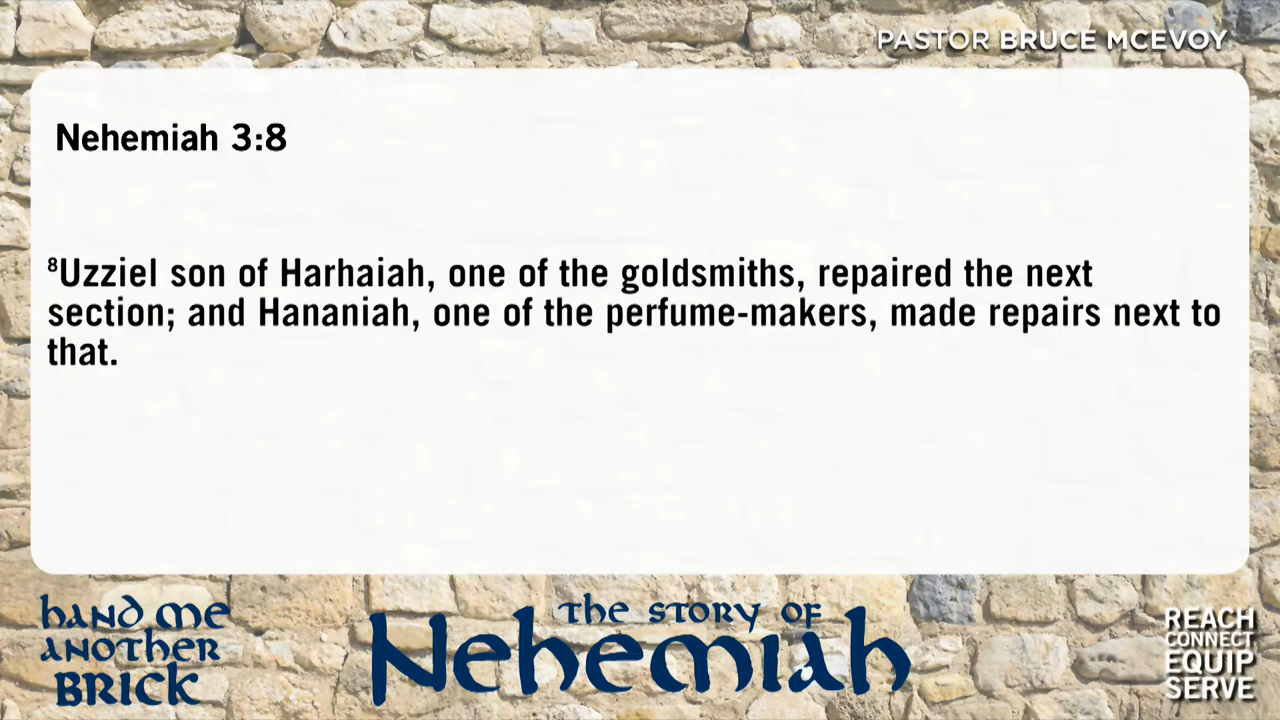 PASTOR BRUCE MCEVOY
Nehemiah 3:8
⁸Uzziel son of Harhaiah, one of the goldsmiths, repaired the next
section; and Hananiah, one of the perfume-makers, made repairs next to
that.
hand me
another
BRICK
the story of
Nehemiah
REACH
CONNECT
EQUIP
SERVE